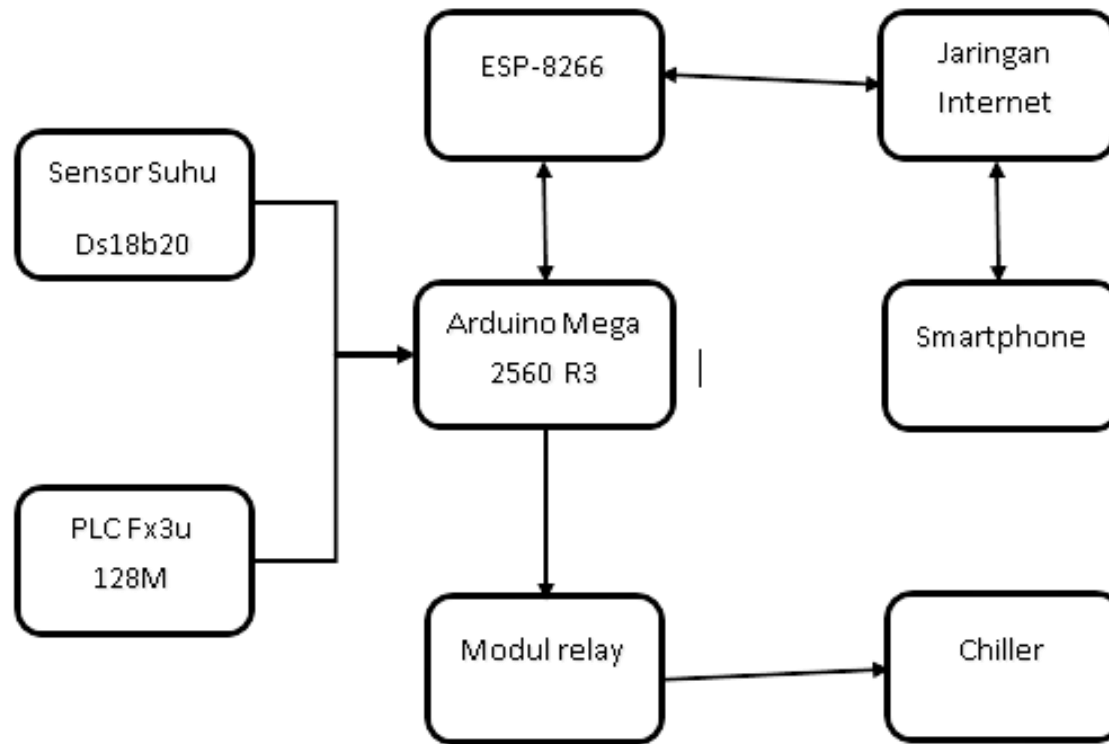 ESP-8266
Jaringan
Internet
Sensor Suhu
Ds18b20
Arduino Mega
2560 R3
Smartphone
PLC Fx3u
128M
Modul relay
Chiller